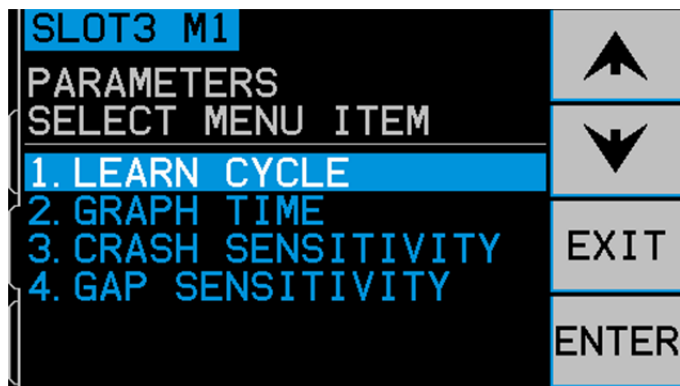 SLOT3 M1
PARAMETERS
SELECT MENU ITEM
1. LEARN CYCLE
2. GRAPH TIME
3. CRASH SENSITIVITY
4. GAP SENSITIVITY
EXIT
ENTER